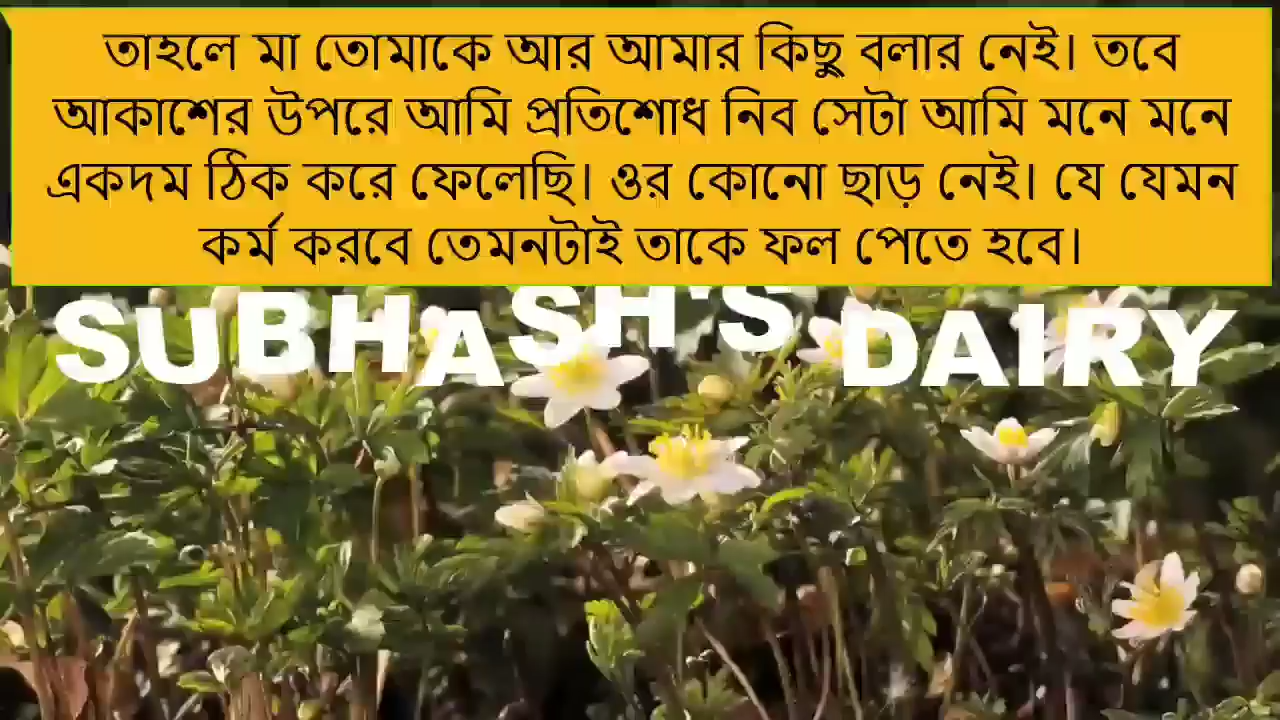 তাহলে মা তোমাকে আর আমার কিছু বলার নেই। তবে
আকাশের উপরে আমি প্রতিশোধ নিব সেটা আমি মনে মনে
একদম ঠিক করে ফেলেছি। ওর কোনো ছাড় নেই। যে যেমন
কর্ম করবে তেমনটাই তাকে ফল পেতে হবে।
SUBHASH'S DAIRY